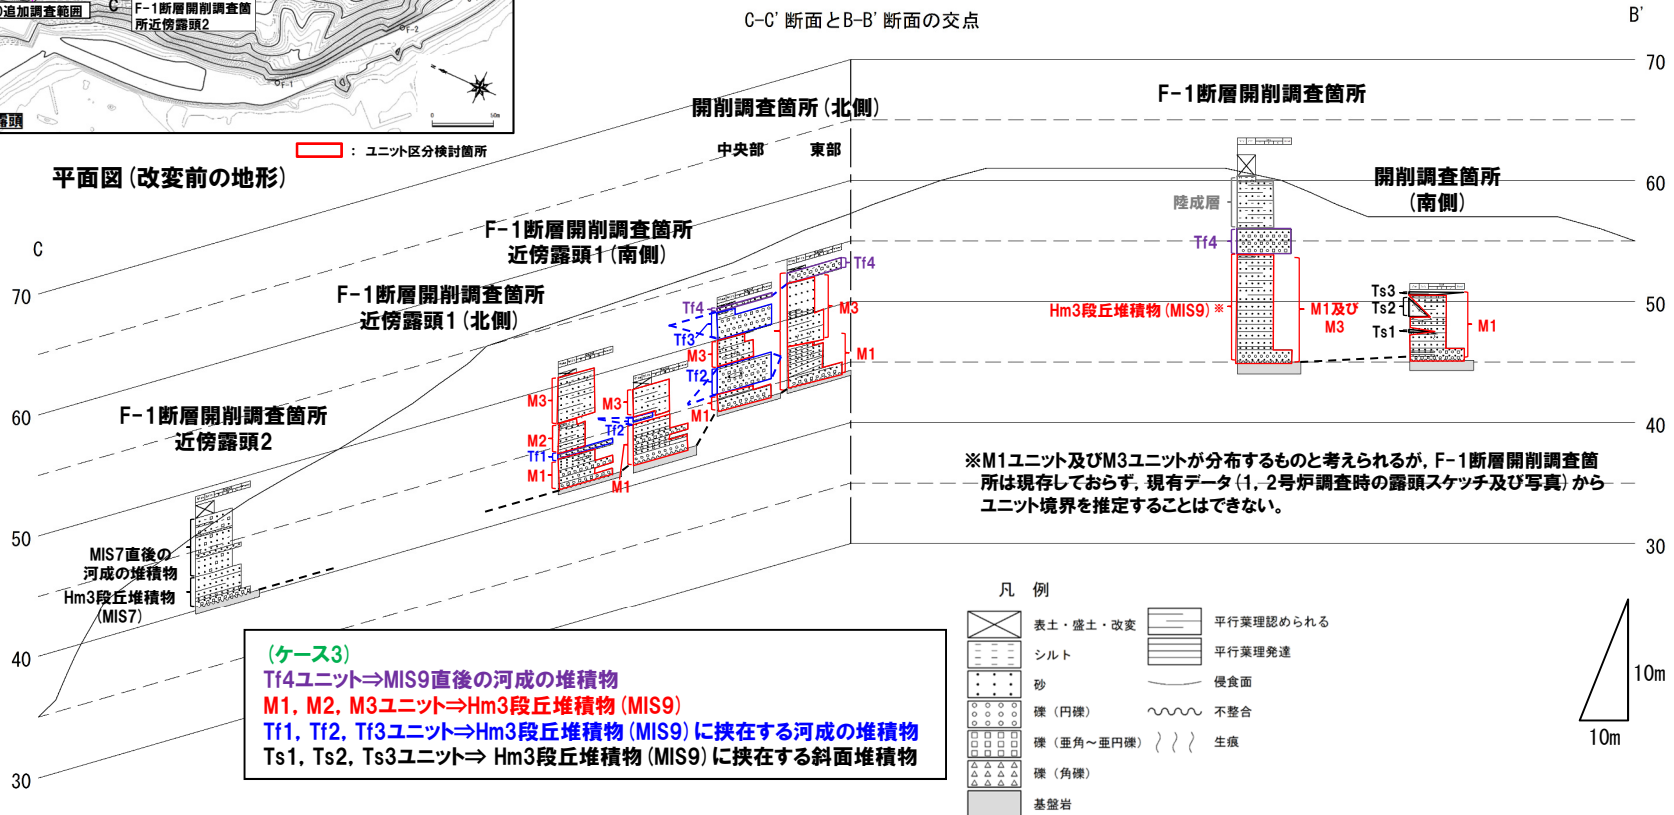 追加調査範囲
C
F-1断層開削調査箇
所近傍露頭2
F-2
F-1
露頭
：ユニット区分検討箇所
平面図(改変前の地形)
C-C'断面とB-B'断面の交点
B'
C
70
60
50
40
30
70
60
50
40
30
F-1断層開削調査箇所
近傍露頭2
F-1断層開削調査箇所
近傍露頭1(北側)
F-1断層開削調査箇所
近傍露頭1(南側)
開削調査箇所(北側)
中央部
東部
F-1断層開削調査箇所
開削調査箇所
(南側)
MIS7直後の
河成の堆積物
Hm3段丘堆積物
(MIS7)
M3
M2
Tf1
M1
M3
Tf2
M1
Tf4
Tf3
M3
Tf2
M1
Tf4
M3
M1
陸成層
Tf4
Hm3段丘堆積物(MIS9)※
M1及び
M3
Ts3
Ts2
Ts1
M1
※M1ユニット及びM3ユニットが分布するものと考えられるが，F-1断層開削調査箇
所は現存しておらず，現有データ(1，2号炉調査時の露頭スケッチ及び写真)から
ユニット境界を推定することはできない。
(ケース3)
Tf4ユニット⇒MIS9直後の河成の堆積物
M1，M2，M3ユニット⇒Hm3段丘堆積物(MIS9)
Tf1，Tf2，Tf3ユニット⇒Hm3段丘堆積物(MIS9)に挟在する河成の堆積物
Ts1，Ts2，Ts3ユニット⇒ Hm3段丘堆積物(MIS9)に挟在する斜面堆積物
凡 例
表土・盛土・改変
シルト
砂
礫（円礫）
礫（亜角～亜円礫）
礫（角礫）
基盤岩
平行葉理認められる
平行葉理発達
侵食面
不整合
生痕
10m
10m